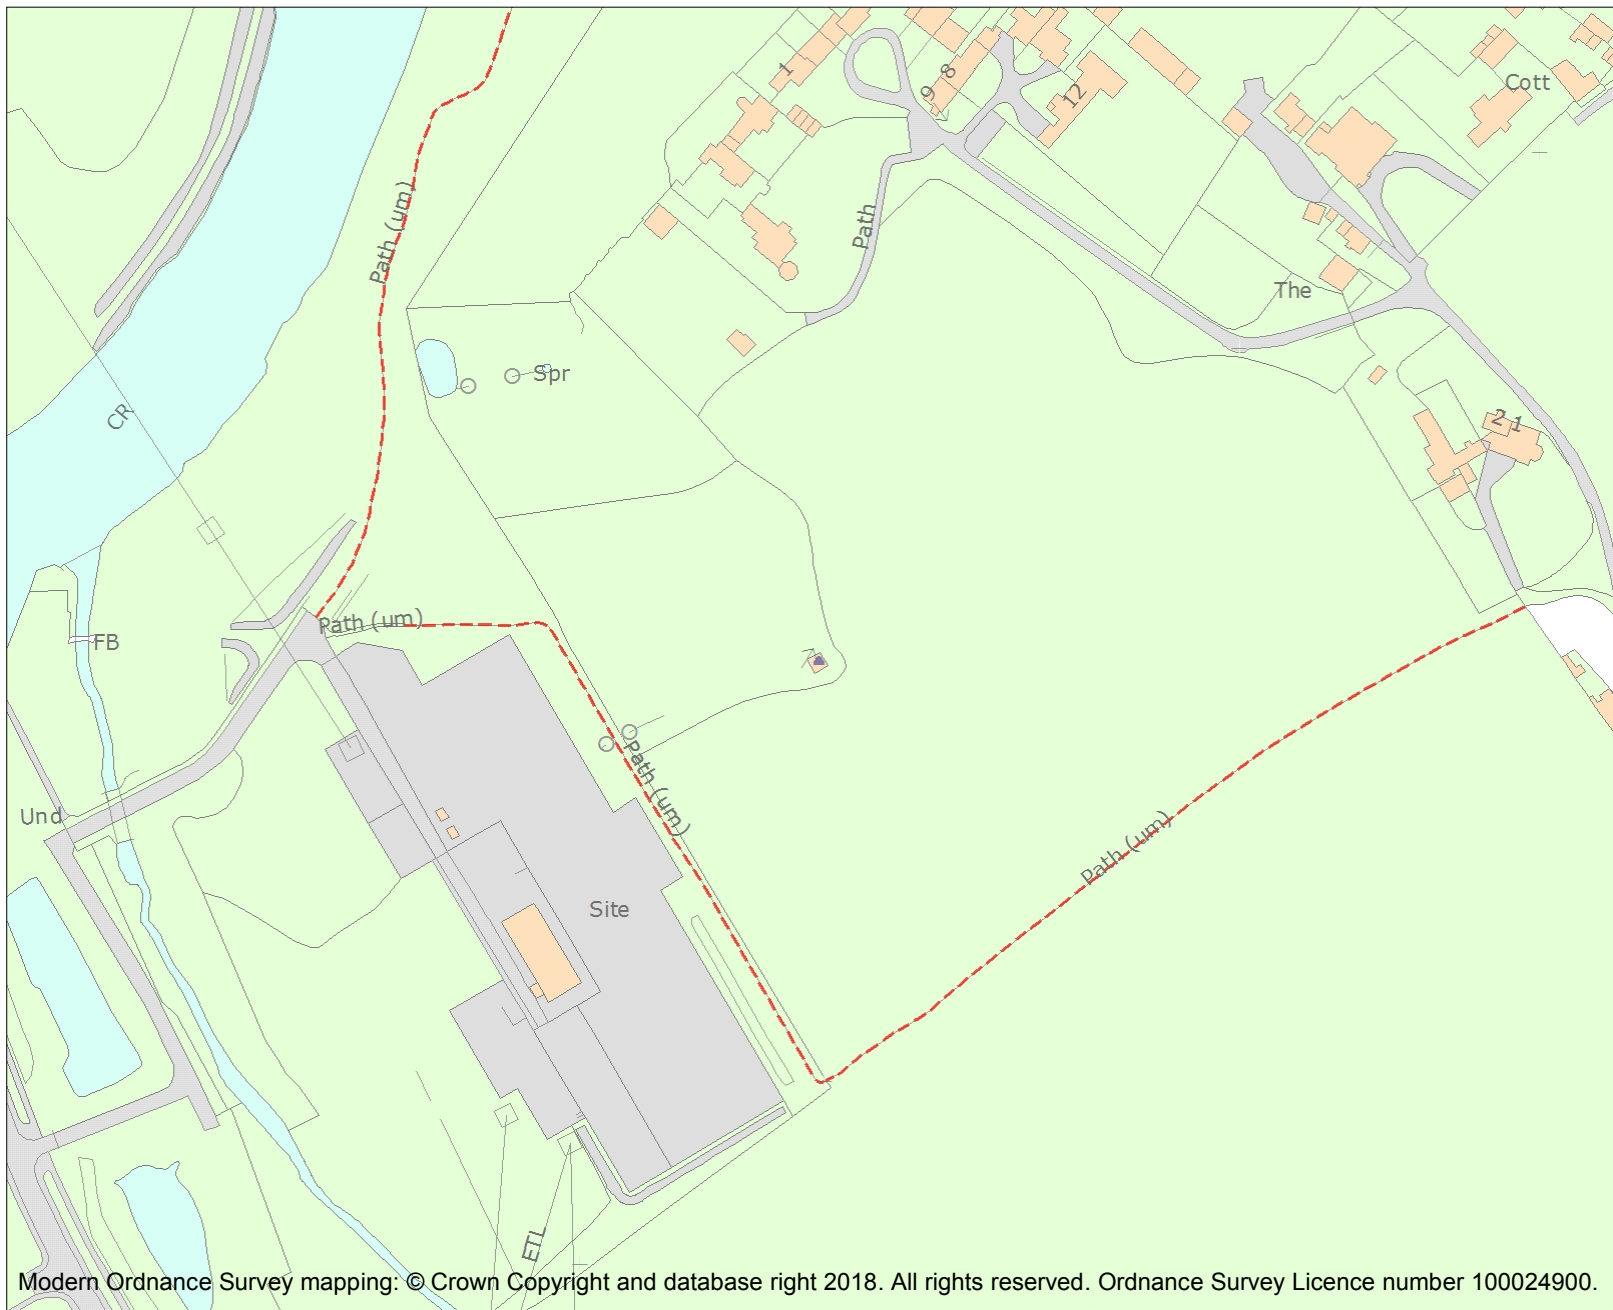 1
9
8
12
Cott
Path (um)
Path
The
Spr
CR
2 1
Path (um)
FB
Path (um)
Und
Path (um)
Site
ETL
Modern Ordnance Survey mapping: © Crown Copyright and database right 2018. All rights reserved. Ordnance Survey Licence number 100024900.